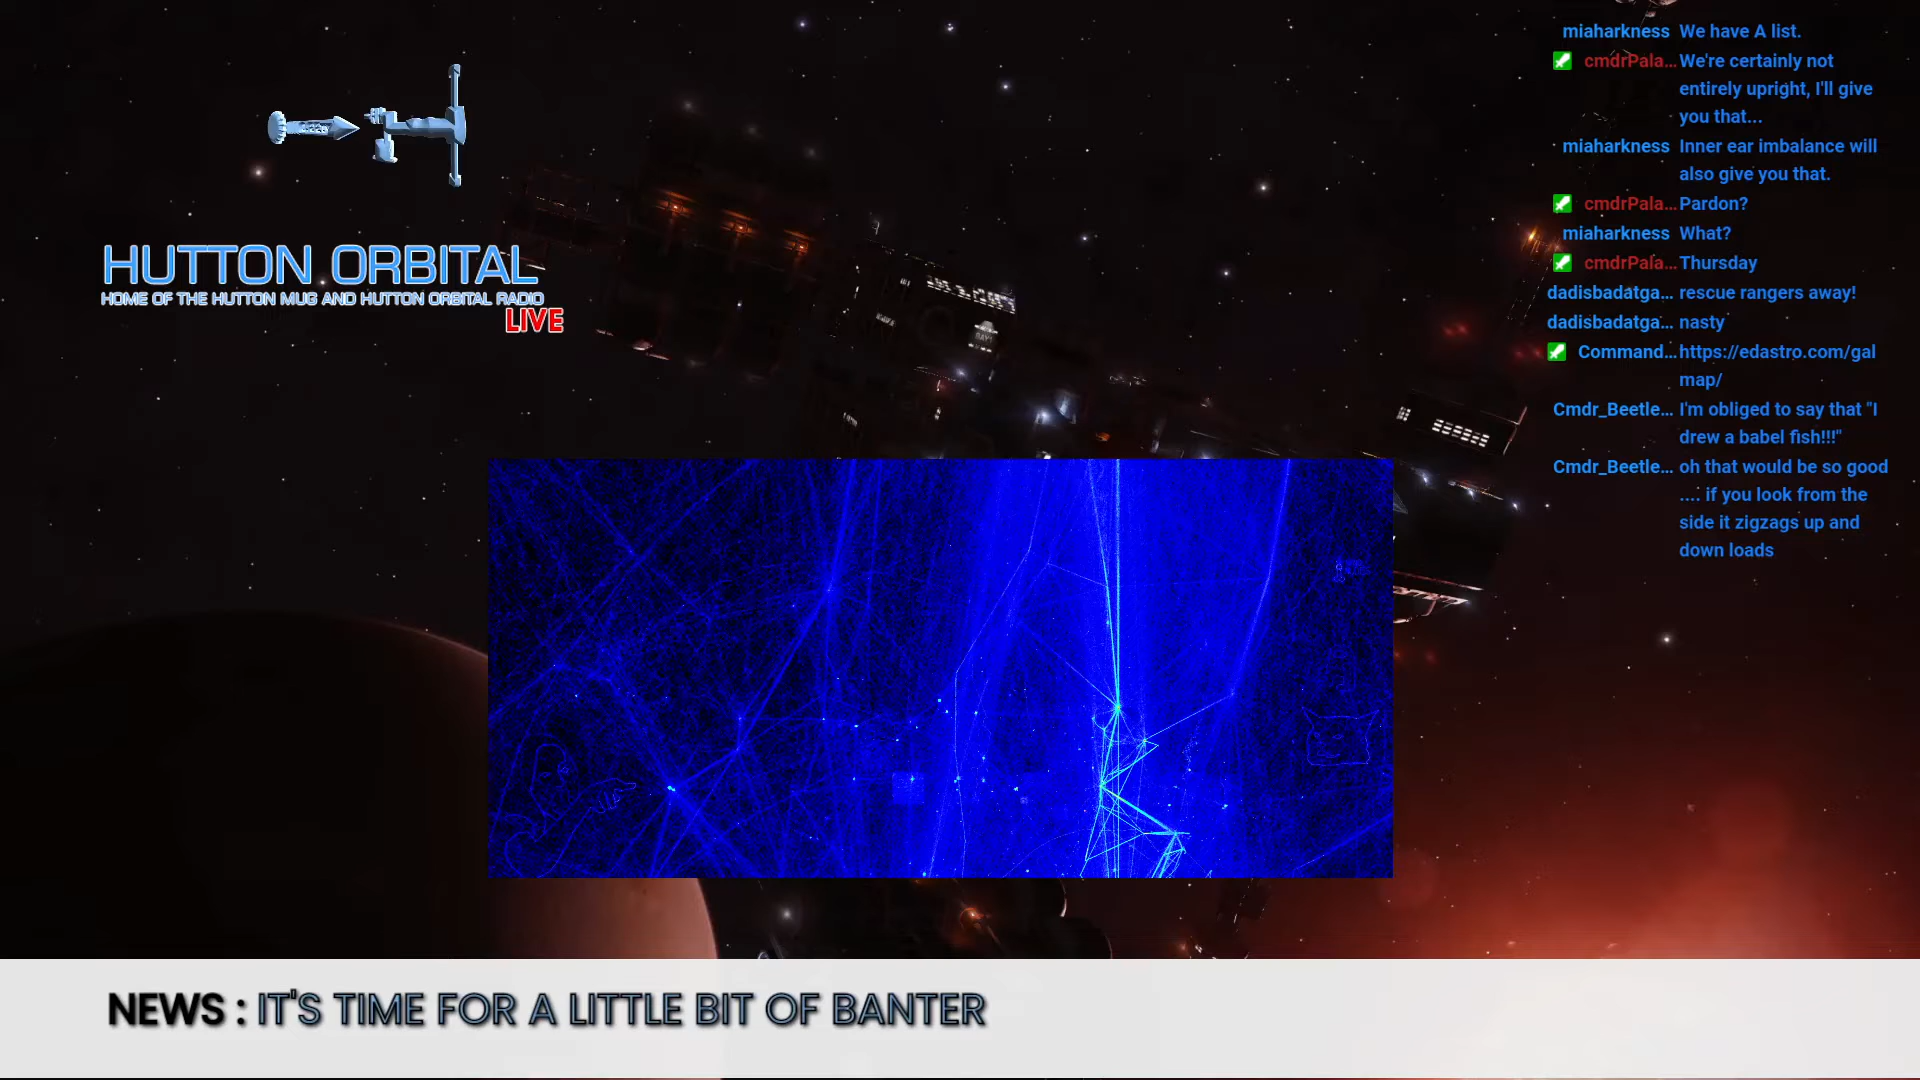 HUTTON ORBITAL
HOME OF THE HUTTON MUG AND HUTTON ORBITAL RADIO
LIVE
miaharkness We have A list.
cmdrPala... We're certainly not
entirely upright, I'll give
you that...
miaharkness Inner ear imbalance will
also give you that.
cmdrPala... Pardon?
miaharkness What?
cmdrPala... Thursday
dadisbadatga... rescue rangers away!
dadisbadatga... nasty
Command... https://edastro.com/gal
map/
Cmdr_Beetle... I'm obliged to say that "I
drew a babel fish!!!"
Cmdr_Beetle... oh that would be so good
.... if you look from the
side it zigzags up and
down loads
NEWS : IT'S TIME FOR A LITTLE BIT OF BANTER